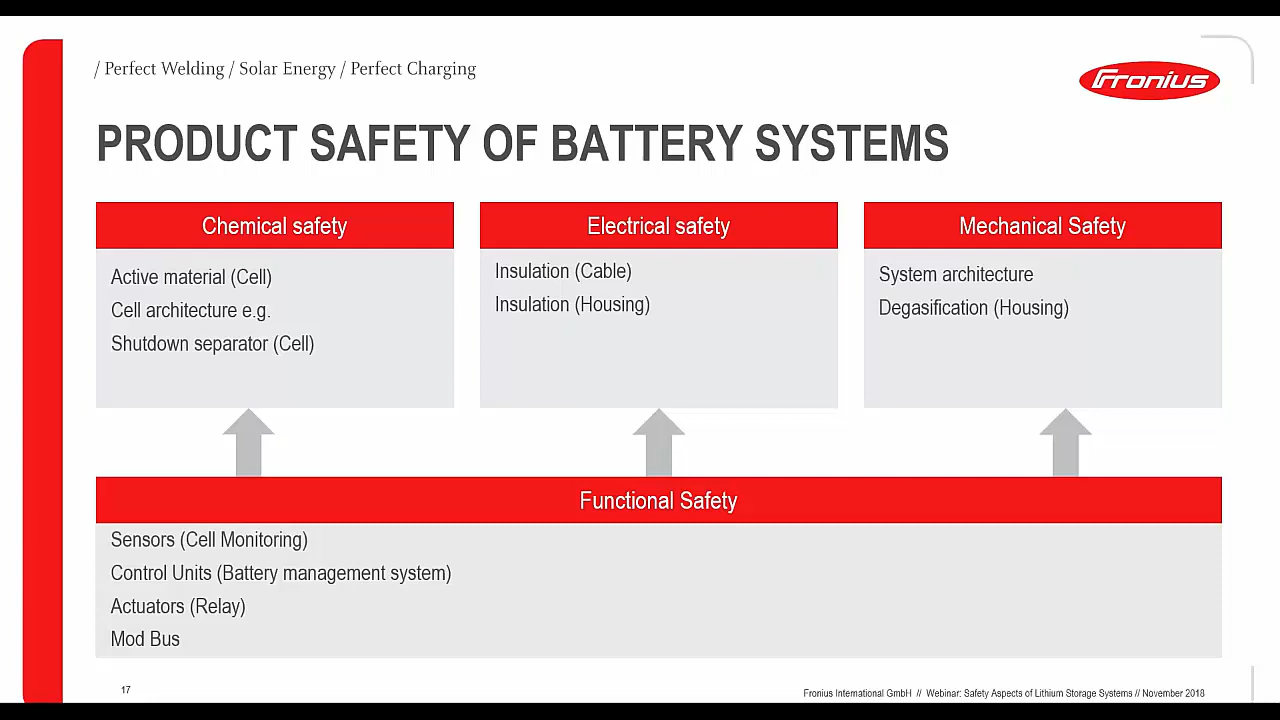 / Perfect Welding / Solar Energy / Perfect Charging
Fronius
PRODUCT SAFETY OF BATTERY SYSTEMS
Chemical safety
Active material (Cell)
Cell architecture e.g.
Shutdown separator (Cell)
Electrical safety
Insulation (Cable)
Insulation (Housing)
Mechanical Safety
System architecture
Degasification (Housing)
Functional Safety
Sensors (Cell Monitoring)
Control Units (Battery management system)
Actuators (Relay)
Mod Bus
17
Fronius International GmbH // Webinar: Safety Aspects of Lithium Storage Systems // November 2018